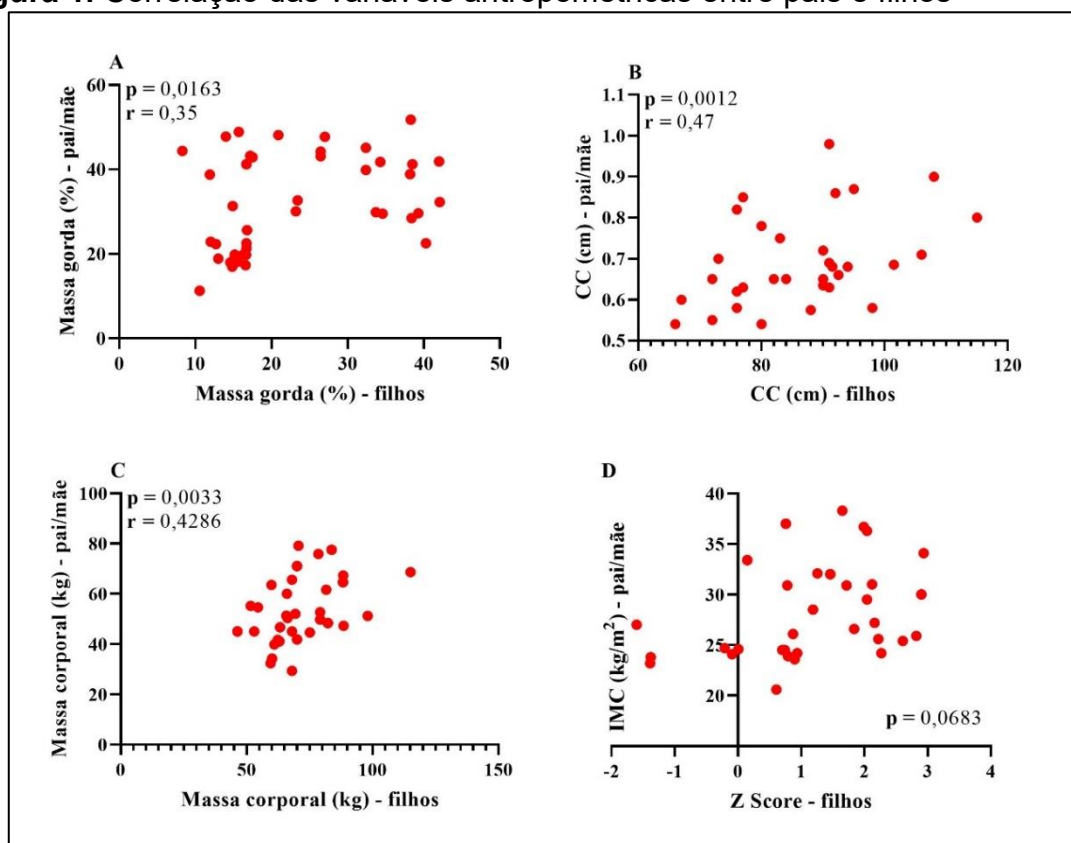 gura 1. Correlação das variáveis antropométricas entre pais e filhos
A
p = 0,0163
r = 0,35
Massa gorda (%) - pai/mãe
60
40
20
0
0 10 20 30 40 50
Massa gorda (%) - filhos
B
p = 0,0012
r = 0,47
CC (cm) - pai/mãe
1.1
1.0
0.9
0.8
0.7
0.6
0.5
60 80 100 120
CC (cm) - filhos
C
p = 0,0033
r = 0,4286
Massa corporal (kg) - pai/mãe
100
80
60
40
20
0
0 50 100 150
Massa corporal (kg) - filhos
D
IMC (kg/m²) - pai/mãe
40
35
30
25
20
p = 0,0683
-2 -1 0 1 2 3 4
Z Score - filhos